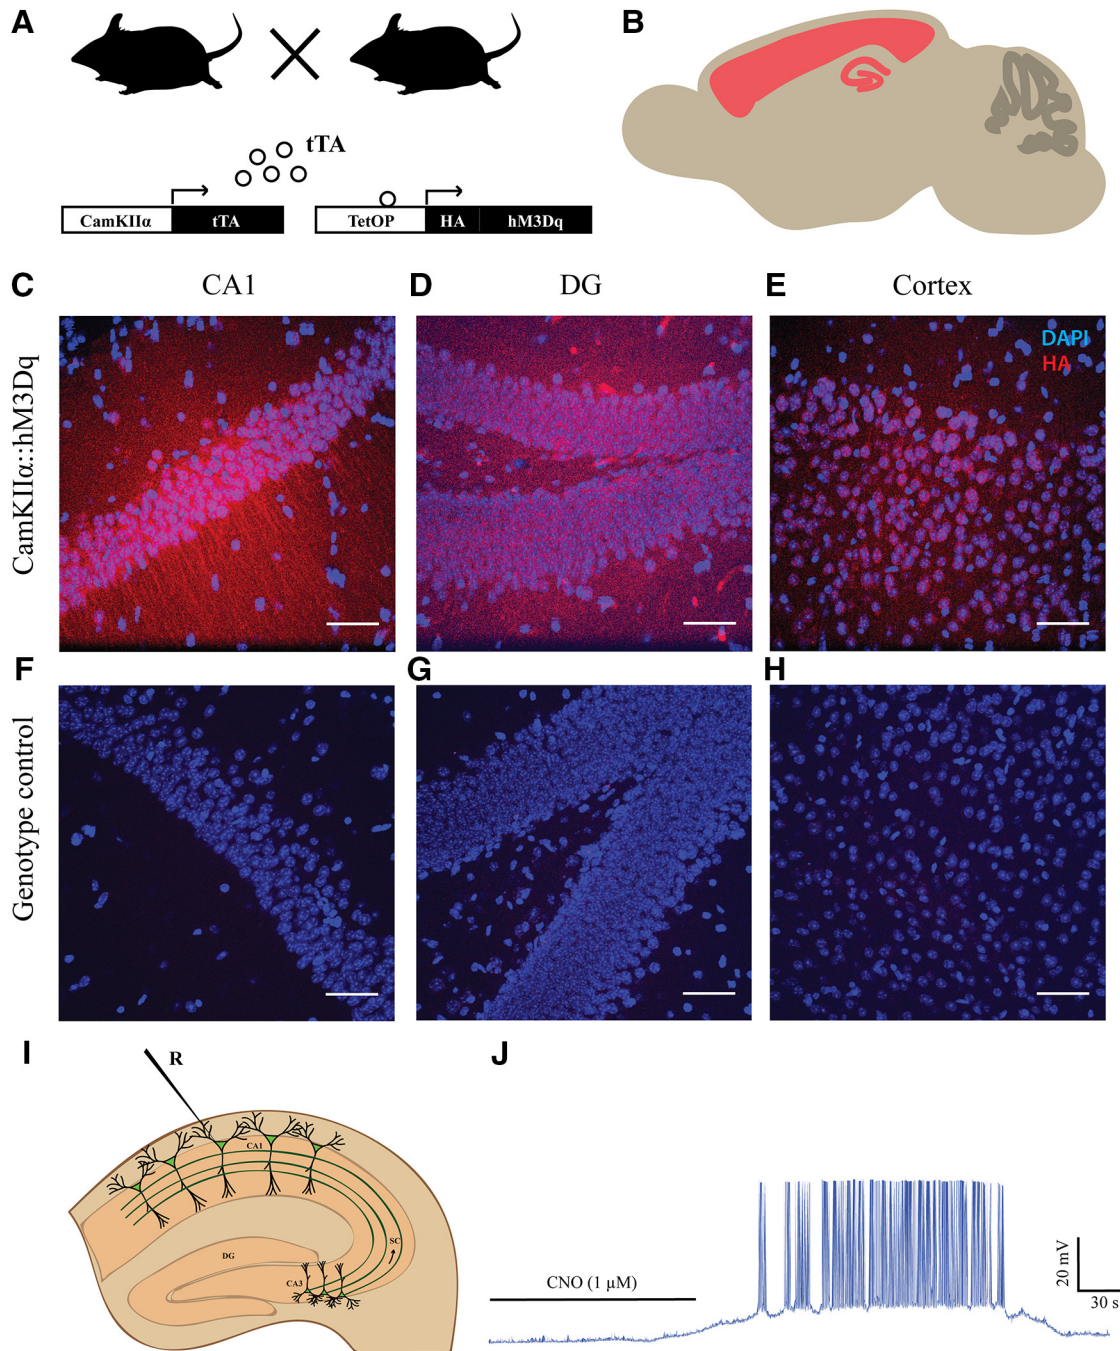 A
B
tTA
CamKIIα
tTA
TetOP
HA
hM3Dq
C
CA1
D
DG
E
Cortex
CamKIIα::hM3Dq
DAPI
HA
F
G
H
Genotype control
I
R
CA1
SC
DG
CA3
J
CNO (1 µM)
20 mV
30 s